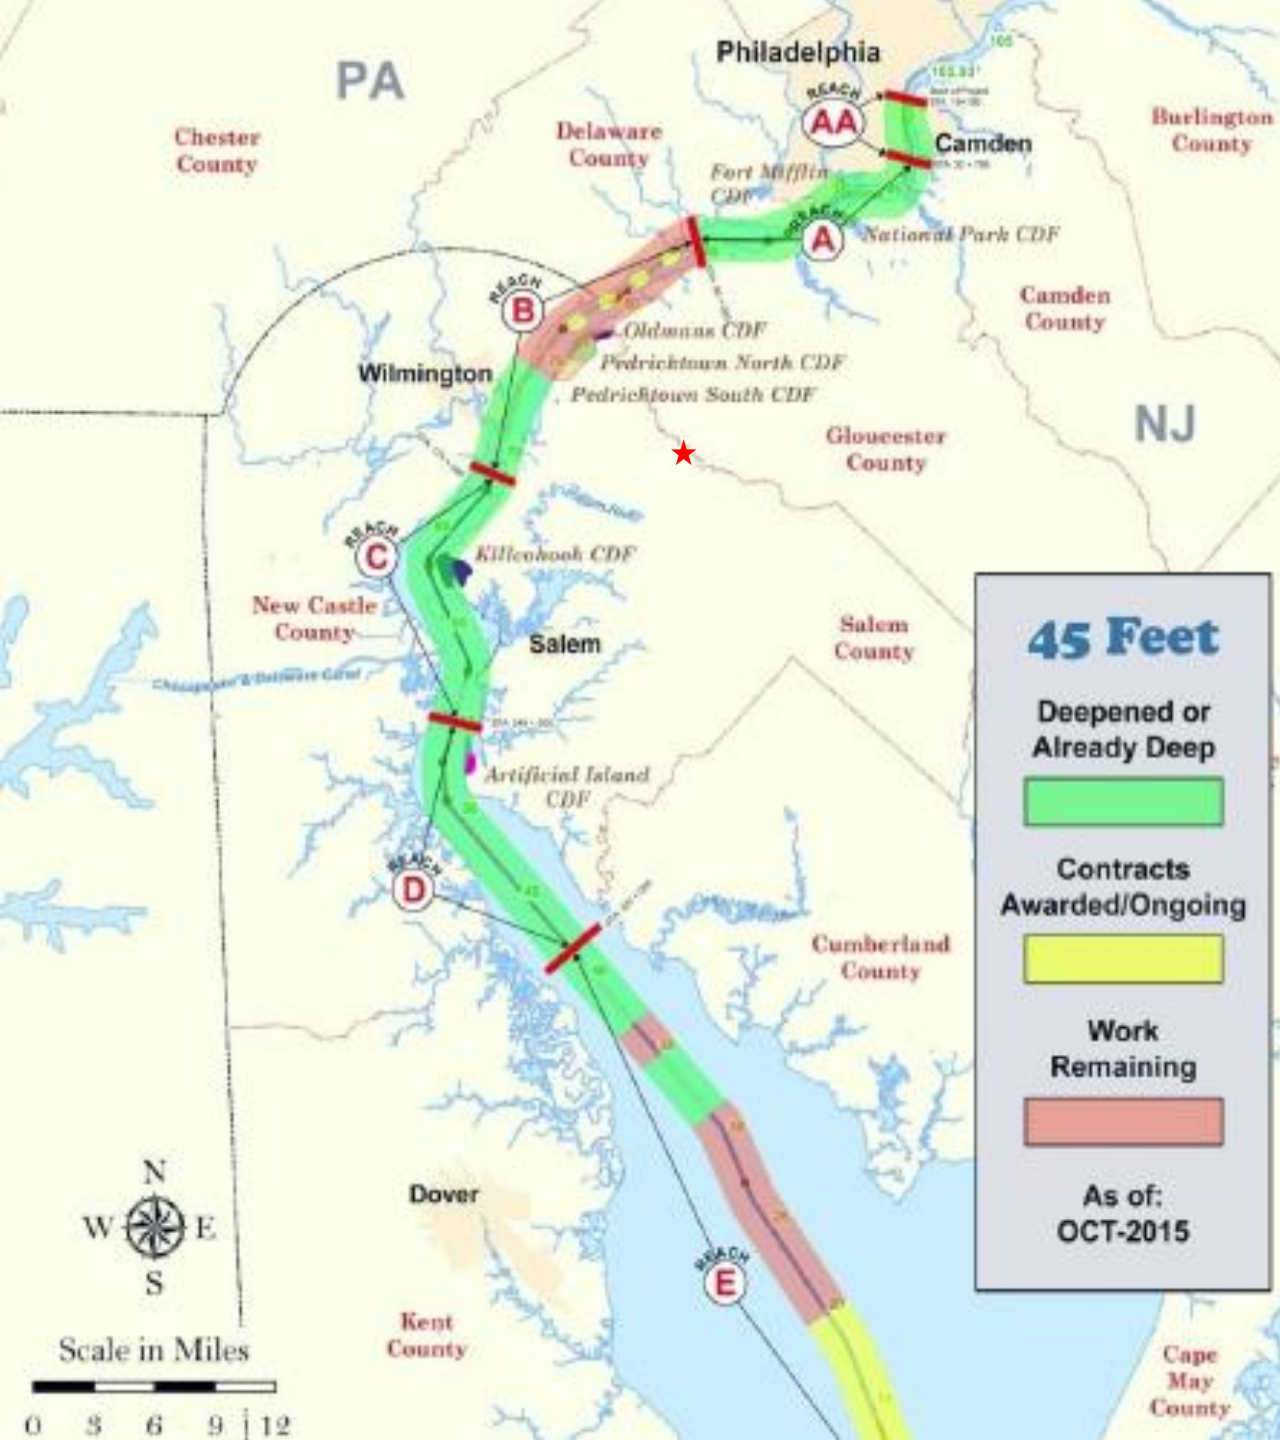 Philadelphia
PA
105
102.93'
REACH
AA
Chester
County
Delaware
County
Burlington
County
Camden
Fort Mifflin
CDF
REACH
A
National Park CDF
REACH
B
Camden
County
Oldmans CDF
Pedricktown North CDF
Wilmington
Pedricktown South CDF
NJ
Gloucester
County
REACH
C
Killcohook CDF
New Castle
County
Salem
Salem
County
Chesapeake & Delaware Canal
Artificial Island
CDF
REACH
D
Cumberland
County
45 Feet
Deepened or
Already Deep
Contracts
Awarded/Ongoing
Work
Remaining
As of:
OCT-2015
Dover
N
W E
S
REACH
E
Kent
County
Scale in Miles
0 3 6 9 12
Cape
May
County